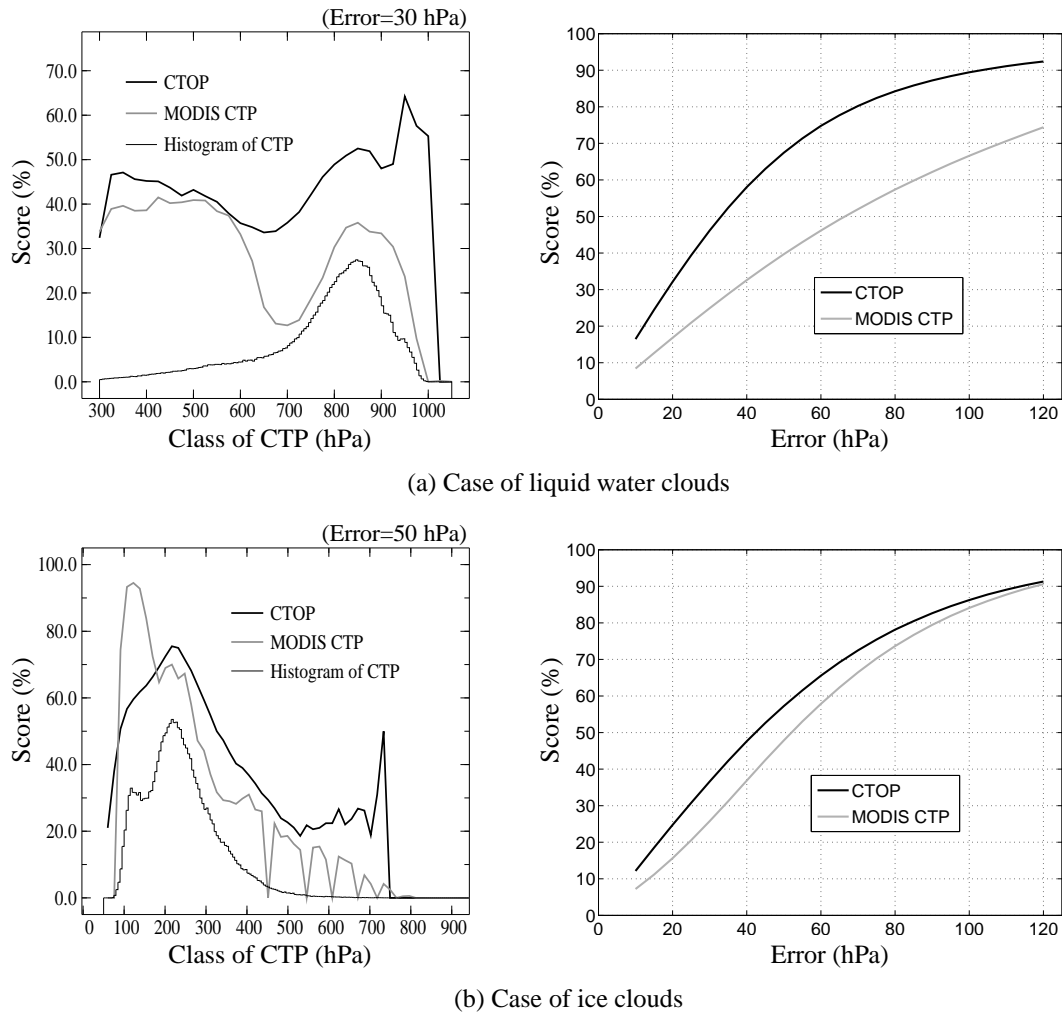 (Error=30 hPa)
70.0
60.0
50.0
40.0
30.0
20.0
10.0
0.0
Score (%)
CTOP
MODIS CTP
Histogram of CTP
300 400 500 600 700 800 900 1000
Class of CTP (hPa)
100
90
80
70
60
50
40
30
20
10
0
Score (%)
CTOP
MODIS CTP
0 20 40 60 80 100 120
Error (hPa)
(a) Case of liquid water clouds
(Error=50 hPa)
100.0
80.0
60.0
40.0
20.0
0.0
Score (%)
CTOP
MODIS CTP
Histogram of CTP
0 100 200 300 400 500 600 700 800 900
Class of CTP (hPa)
100
90
80
70
60
50
40
30
20
10
0
Score (%)
CTOP
MODIS CTP
0 20 40 60 80 100 120
Error (hPa)
(b) Case of ice clouds